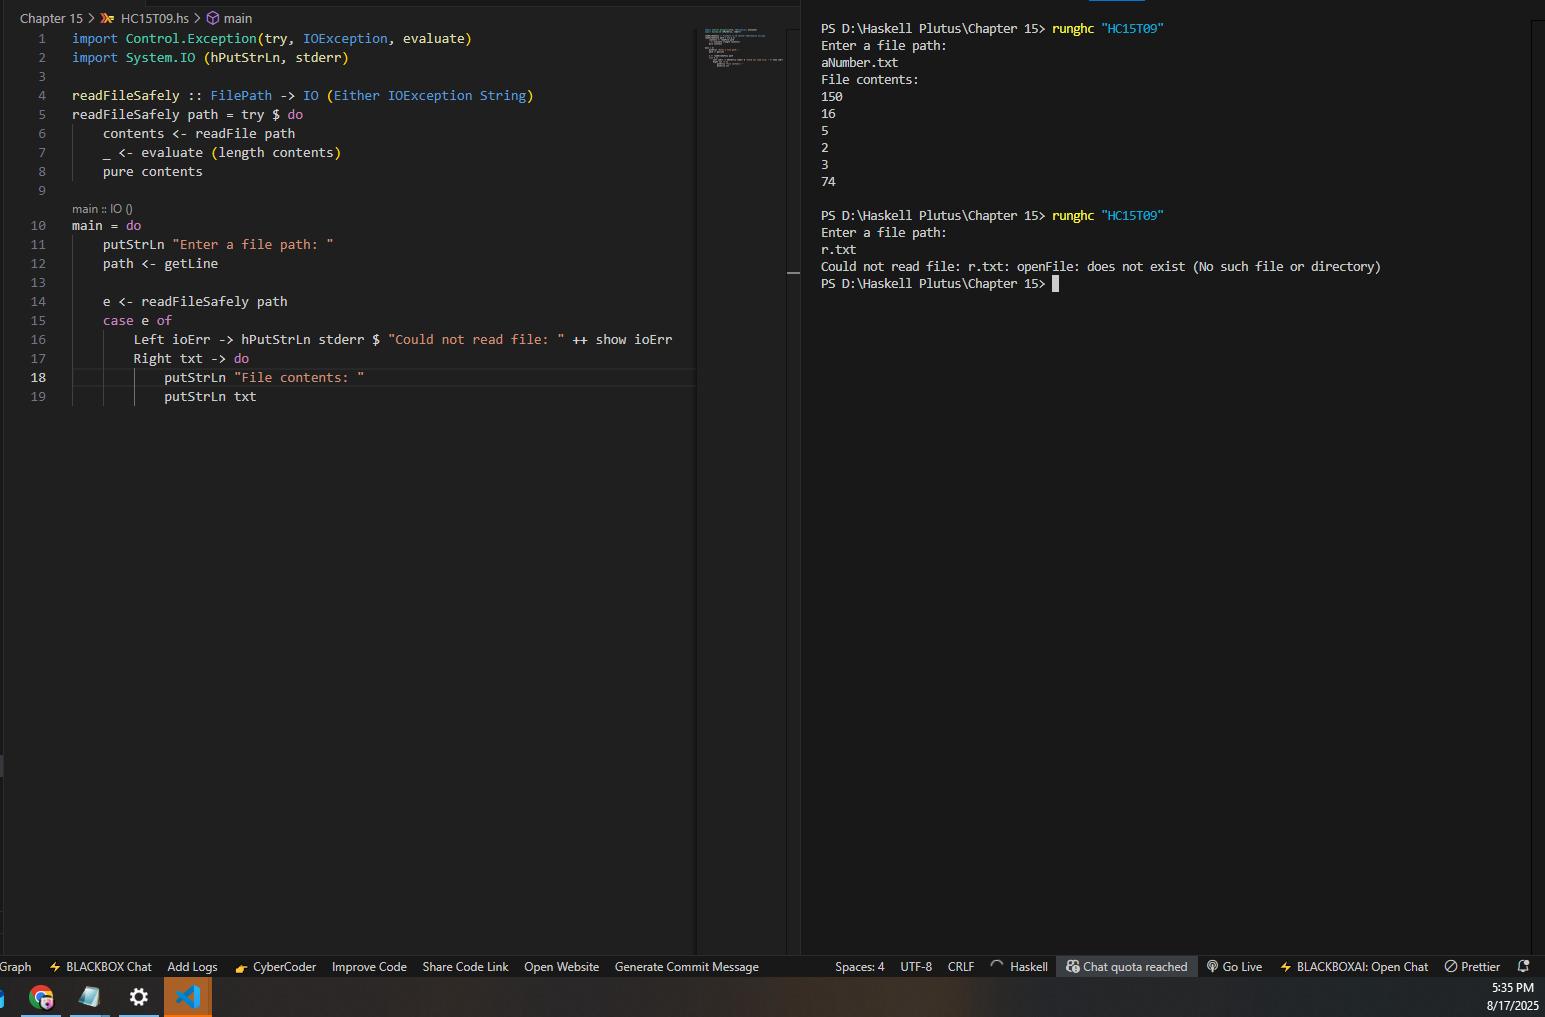 Chapter 15 > HC15T09.hs > main
1 import Control.Exception(try, IOException, evaluate)
2 import System.IO (hPutStrLn, stderr)
3
4 readFileSafely :: FilePath -> IO (Either IOException String)
5 readFileSafely path = try $ do
6     contents <- readFile path
7     _ <- evaluate (length contents)
8     pure contents
9
main :: IO ()
10 main = do
11     putStrLn "Enter a file path: "
12     path <- getLine
13
14     e <- readFileSafely path
15     case e of
16         Left ioErr -> hPutStrLn stderr $ "Could not read file: " ++ show ioErr
17         Right txt -> do
18             putStrLn "File contents: "
19             putStrLn txt
PS D:\Haskell Plutus\Chapter 15> runghc "HC15T09"
Enter a file path:
aNumber.txt
File contents:
150
16
5
2
3
74
PS D:\Haskell Plutus\Chapter 15> runghc "HC15T09"
Enter a file path:
r.txt
Could not read file: r.txt: openFile: does not exist (No such file or directory)
PS D:\Haskell Plutus\Chapter 15>
Graph BLACKBOX Chat Add Logs CyberCoder Improve Code Share Code Link Open Website Generate Commit Message Spaces: 4 UTF-8 CRLF Haskell Chat quota reached Go Live BLACKBOXAI: Open Chat Prettier
5:35 PM
8/17/2025